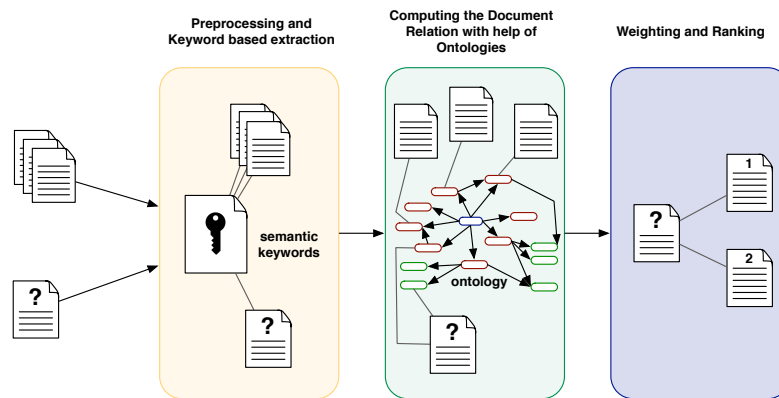 Preprocessing and
Keyword based extraction
Computing the Document
Relation with help of
Ontologies
Weighting and Ranking
semantic
keywords
?
?
ontology
?
?
1
2